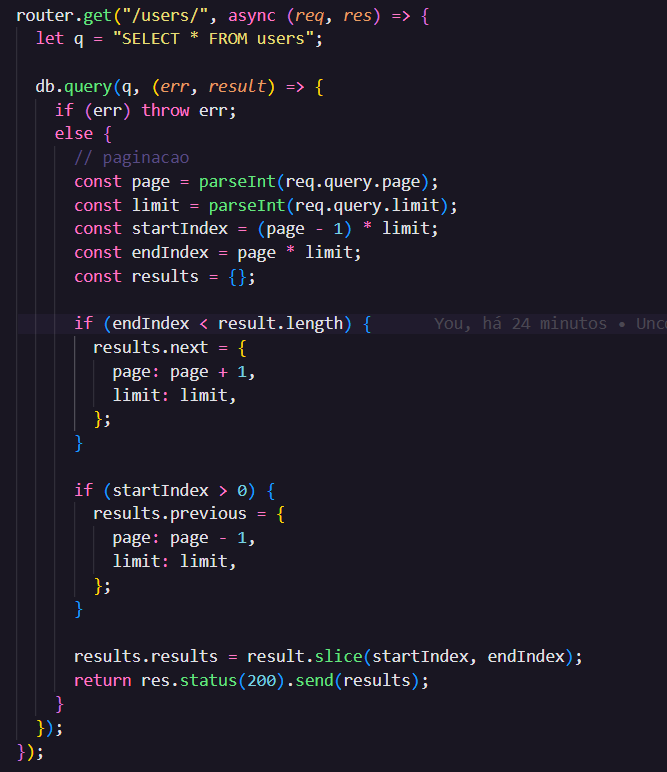 router.get("/users/", async (req, res) => {
  let q = "SELECT * FROM users";

  db.query(q, (err, result) => {
    if (err) throw err;
    else {
      // paginacao
      const page = parseInt(req.query.page);
      const limit = parseInt(req.query.limit);
      const startIndex = (page - 1) * limit;
      const endIndex = page * limit;
      const results = {};

      if (endIndex < result.length) {       You, há 24 minutos • Unco
        results.next = {
          page: page + 1,
          limit: limit,
        };
      }

      if (startIndex > 0) {
        results.previous = {
          page: page - 1,
          limit: limit,
        };
      }

      results.results = result.slice(startIndex, endIndex);
      return res.status(200).send(results);
    }
  });
});